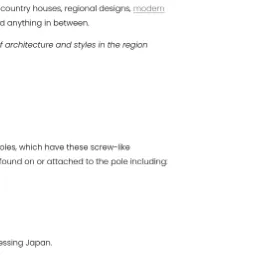 country houses, regional designs, modern
d anything in between.
f architecture and styles in the region
oles, which have these screw-like
found on or attached to the pole including:
essing Japan.